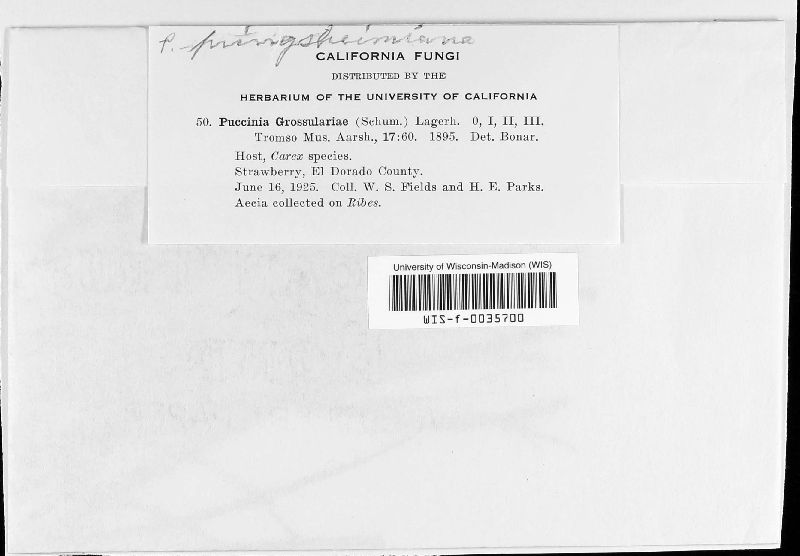 P. pringsheimiana
CALIFORNIA FUNGI
DISTRIBUTED BY THE
HERBARIUM OF THE UNIVERSITY OF CALIFORNIA
50. Puccinia Grossulariae (Schum.) Lagerh. 0, I, II, III.
Tromso Mus. Aarsh., 17:60. 1895. Det. Bonar.
Host, Carex species.
Strawberry, El Dorado County.
June 16, 1925. Coll. W. S. Fields and H. E. Parks.
Aecia collected on Ribes.
University of Wisconsin-Madison (WIS)
WIS-f-0035700